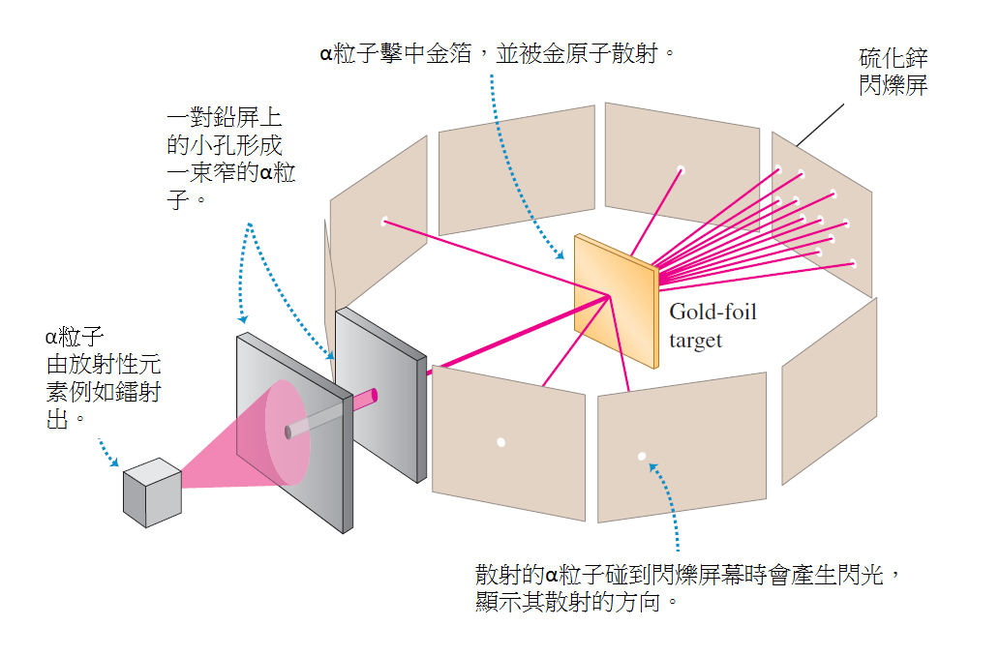 α粒子擊中金箔，並被金原子散射。
硫化鋅
閃爍屏
一對鉛屏上
的小孔形成
一束窄的α粒
子。
α粒子
由放射性元
素例如鐳射
出。
Gold-foil
target
散射的α粒子碰到閃爍屏幕時會產生閃光，
顯示其散射的方向。